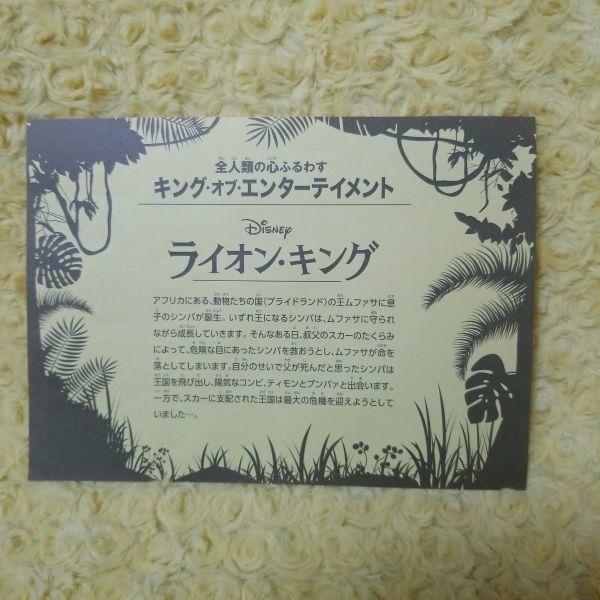 全人類の心ふるわす
キング・オブ・エンターテイメント
Disney
ライオン・キング
アフリカにある、動物たちの国(プライドランド)の王ムファサに息
子のシンバが誕生。いずれ王になるシンバは、ムファサに守られ
ながら成長していきます。そんなある日、叔父のスカーのたくらみ
によって、危険な目にあったシンバを救おうとし、ムファサが命を
落としてしまいます。自分のせいで父が死んだと思ったシンバは
王国を飛び出し、陽気なコンビ、ティモンとプンバァと出会います。
一方で、スカーに支配された王国は最大の危機を迎えようとして
いました…。